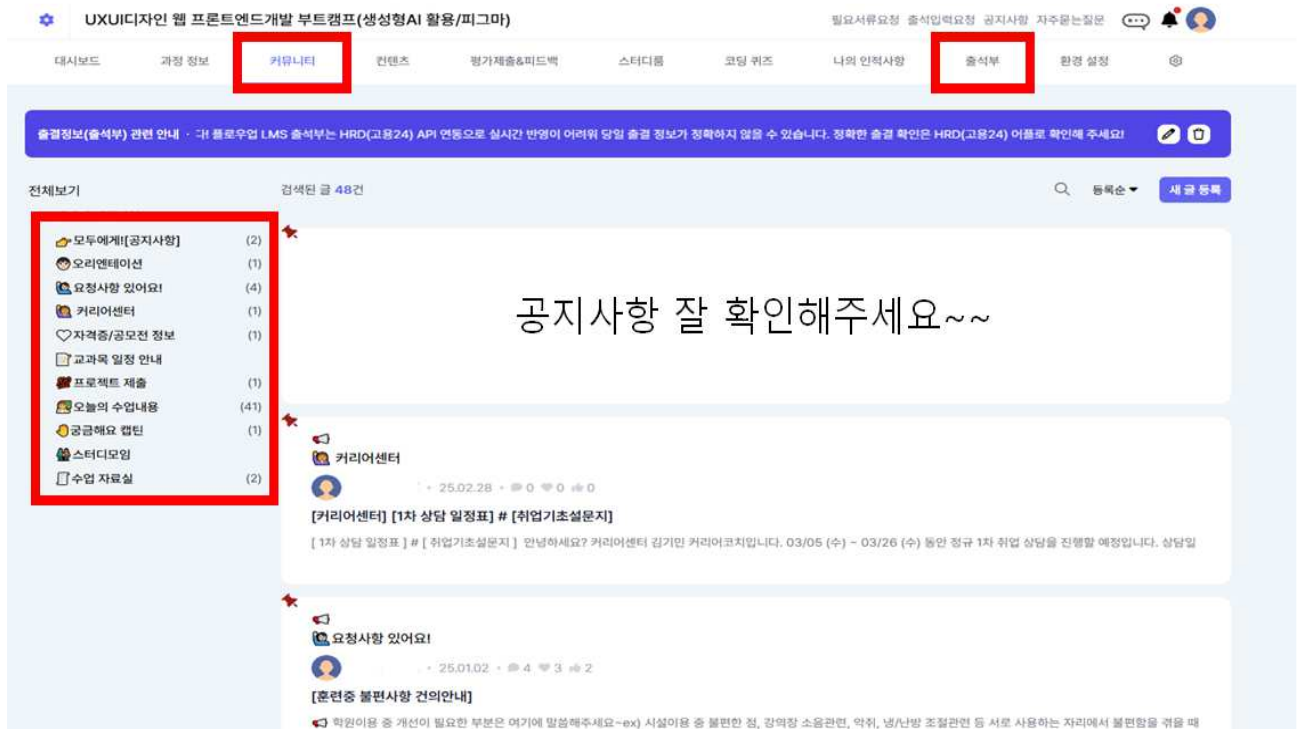 UXUI디자인 웹 프론트엔드개발 부트캠프(생성형AI 활용/피그마)
필요서류요청 출석입력요청 공지사항 자주묻는질문
대시보드 과정 정보 커뮤니티 컨텐츠 평가제출&피드백 스터디룸 코딩 퀴즈 나의 인적사항 출석부 환경 설정
출결정보(출석부) 관련 안내 · 다! 플로우업 LMS 출석부는 HRD(고용24) API 연동으로 실시간 반영이 어려워 당일 출결 정보가 정확하지 않을 수 있습니다. 정확한 출결 확인은 HRD(고용24) 어플로 확인해 주세요!
전체보기
검색된 글 48건
등록순
새 글 등록
모두에게![공지사항] (2)
오리엔테이션 (1)
요청사항 있어요! (4)
커리어센터 (1)
자격증/공모전 정보 (1)
교과목 일정 안내
프로젝트 제출 (1)
오늘의 수업내용 (41)
궁금해요 캡틴 (1)
스터디모임
수업 자료실 (2)
공지사항 잘 확인해주세요~~
커리어센터
25.02.28 · 0 0 0
[커리어센터] [1차 상담 일정표] # [취업기초설문지]
[ 1차 상담 일정표 ] # [ 취업기초설문지 ] 안녕하세요? 커리어센터 김기민 커리어코치입니다. 03/05 (수) ~ 03/26 (수) 동안 정규 1차 취업 상담을 진행할 예정입니다. 상담일
요청사항 있어요!
25.01.02 · 4 3 2
[훈련중 불편사항 건의안내]
학원이용 중 개선이 필요한 부분은 여기에 말씀해주세요~ex) 시설이용 중 불편한 점, 강의장 소음관련, 악취, 냉/난방 조절관련 등 서로 사용하는 자리에서 불편함을 겪을 때